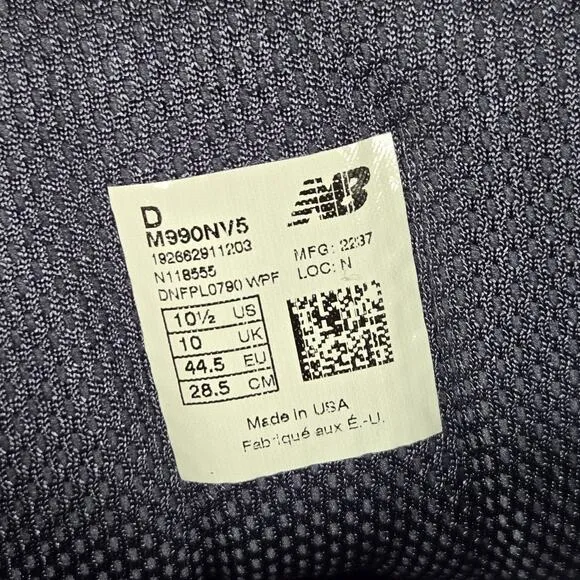 D
M990NV5
192662911203
N118555
DNFPL0790 WPF
NB
MFG: 2237
LOC: N
10½ US
10 UK
44.5 EU
28.5 CM
Made in USA
Fabriqué aux É.-U.